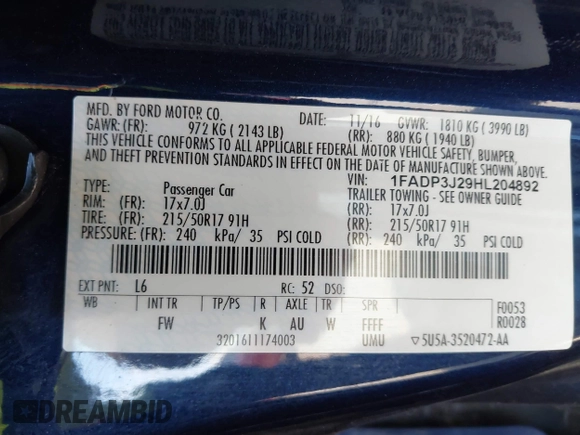 MFD. BY FORD MOTOR CO. DATE: 11/16 GVWR: 1810 KG ( 3990 LB)
GAWR: (FR): 972 KG ( 2143 LB) (RR): 880 KG ( 1940 LB)
THIS VEHICLE CONFORMS TO ALL APPLICABLE FEDERAL MOTOR VEHICLE SAFETY, BUMPER,
AND THEFT PREVENTION STANDARDS IN EFFECT ON THE DATE OF MANUFACTURE SHOWN ABOVE.
VIN: 1FADP3J29HL204892
TYPE: Passenger Car TRAILER TOWING - SEE OWNER GUIDE
RIM: (FR): 17x7.0J (RR): 17x7.0J
TIRE: (FR): 215/50R17 91H (RR): 215/50R17 91H
PRESSURE: (FR): 240 kPa/ 35 PSI COLD (RR): 240 kPa/ 35 PSI COLD
EXT PNT: L6 RC: 52 DSO:
WB INT TR TP/PS R AXLE TR SPR F0053
FW K AU W FFFF R0028
3201611174003 UMU ▽5U5A-3520472-AA
DREAMBID